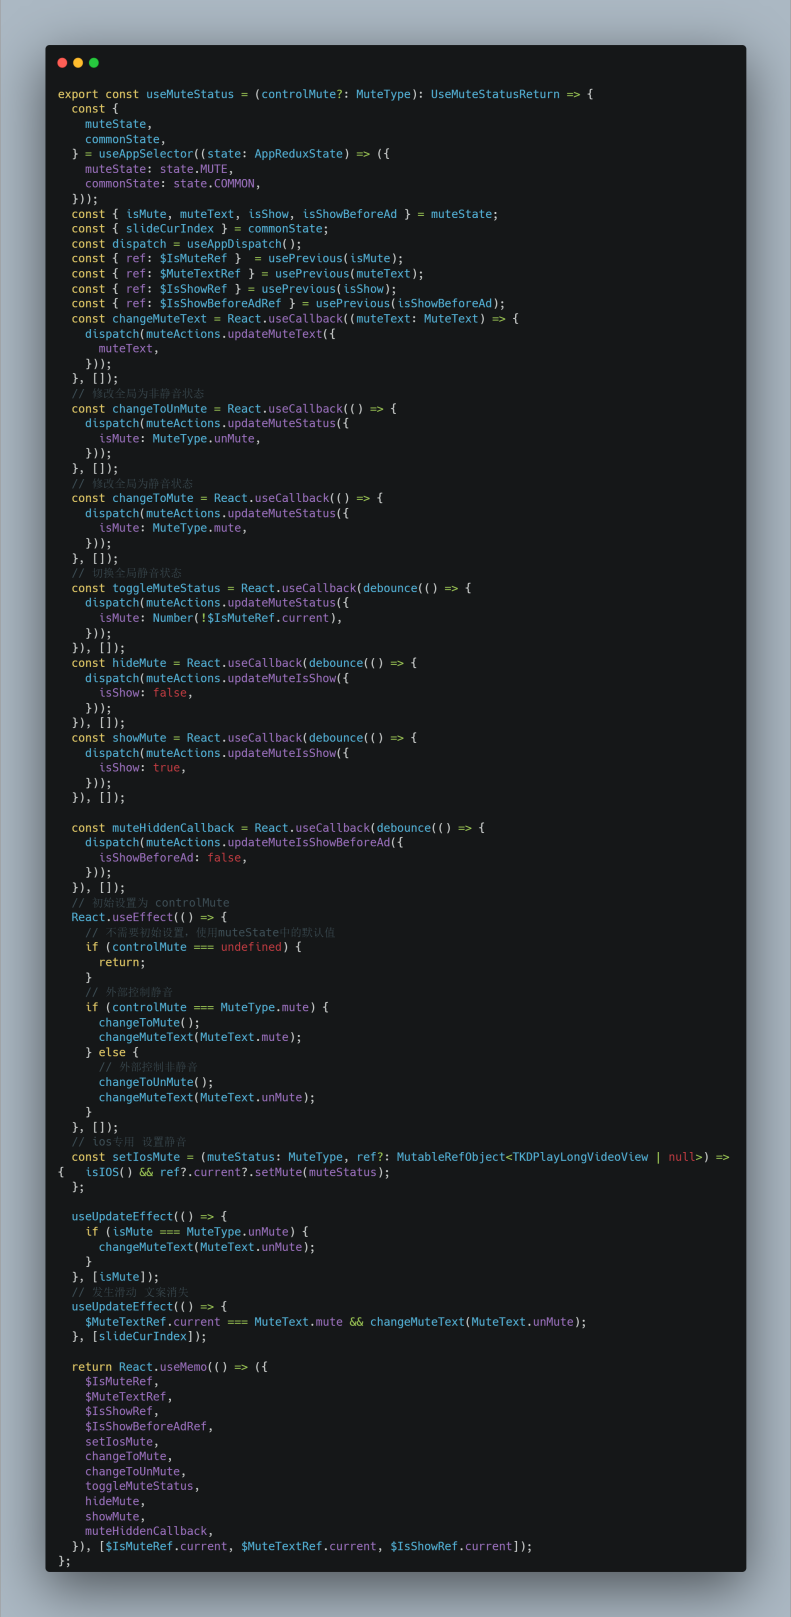 export const useMuteStatus = (controlMute?: MuteType): UseMuteStatusReturn => {
  const {
    muteState,
    commonState,
  } = useAppSelector((state: AppReduxState) => ({
    muteState: state.MUTE,
    commonState: state.COMMON,
  }));
  const { isMute, muteText, isShow, isShowBeforeAd } = muteState;
  const { slideCurIndex } = commonState;
  const dispatch = useAppDispatch();
  const { ref: $IsMuteRef }  = usePrevious(isMute);
  const { ref: $MuteTextRef } = usePrevious(muteText);
  const { ref: $IsShowRef } = usePrevious(isShow);
  const { ref: $IsShowBeforeAdRef } = usePrevious(isShowBeforeAd);
  const changeMuteText = React.useCallback((muteText: MuteText) => {
    dispatch(muteActions.updateMuteText({
      muteText,
    }));
  }, []);
  // 修改全局为非静音状态
  const changeToUnMute = React.useCallback(() => {
    dispatch(muteActions.updateMuteStatus({
      isMute: MuteType.unMute,
    }));
  }, []);
  // 修改全局为静音状态
  const changeToMute = React.useCallback(() => {
    dispatch(muteActions.updateMuteStatus({
      isMute: MuteType.mute,
    }));
  }, []);
  // 切换全局静音状态
  const toggleMuteStatus = React.useCallback(debounce(() => {
    dispatch(muteActions.updateMuteStatus({
      isMute: Number(!$IsMuteRef.current),
    }));
  }), []);
  const hideMute = React.useCallback(debounce(() => {
    dispatch(muteActions.updateMuteIsShow({
      isShow: false,
    }));
  }), []);
  const showMute = React.useCallback(debounce(() => {
    dispatch(muteActions.updateMuteIsShow({
      isShow: true,
    }));
  }), []);

  const muteHiddenCallback = React.useCallback(debounce(() => {
    dispatch(muteActions.updateMuteIsShowBeforeAd({
      isShowBeforeAd: false,
    }));
  }), []);
  // 初始设置为 controlMute
  React.useEffect(() => {
    // 不需要初始设置，使用muteState中的默认值
    if (controlMute === undefined) {
      return;
    }
    // 外部控制静音
    if (controlMute === MuteType.mute) {
      changeToMute();
      changeMuteText(MuteText.mute);
    } else {
      // 外部控制非静音
      changeToUnMute();
      changeMuteText(MuteText.unMute);
    }
  }, []);
  // ios专用 设置静音
  const setIosMute = (muteStatus: MuteType, ref?: MutableRefObject<TKDPlayLongVideoView | null>) =>
{   isIOS() && ref?.current?.setMute(muteStatus);
  };

  useUpdateEffect(() => {
    if (isMute === MuteType.unMute) {
      changeMuteText(MuteText.unMute);
    }
  }, [isMute]);
  // 发生滑动 文案消失
  useUpdateEffect(() => {
    $MuteTextRef.current === MuteText.mute && changeMuteText(MuteText.unMute);
  }, [slideCurIndex]);

  return React.useMemo(() => ({
    $IsMuteRef,
    $MuteTextRef,
    $IsShowRef,
    $IsShowBeforeAdRef,
    setIosMute,
    changeToMute,
    changeToUnMute,
    toggleMuteStatus,
    hideMute,
    showMute,
    muteHiddenCallback,
  }), [$IsMuteRef.current, $MuteTextRef.current, $IsShowRef.current]);
};